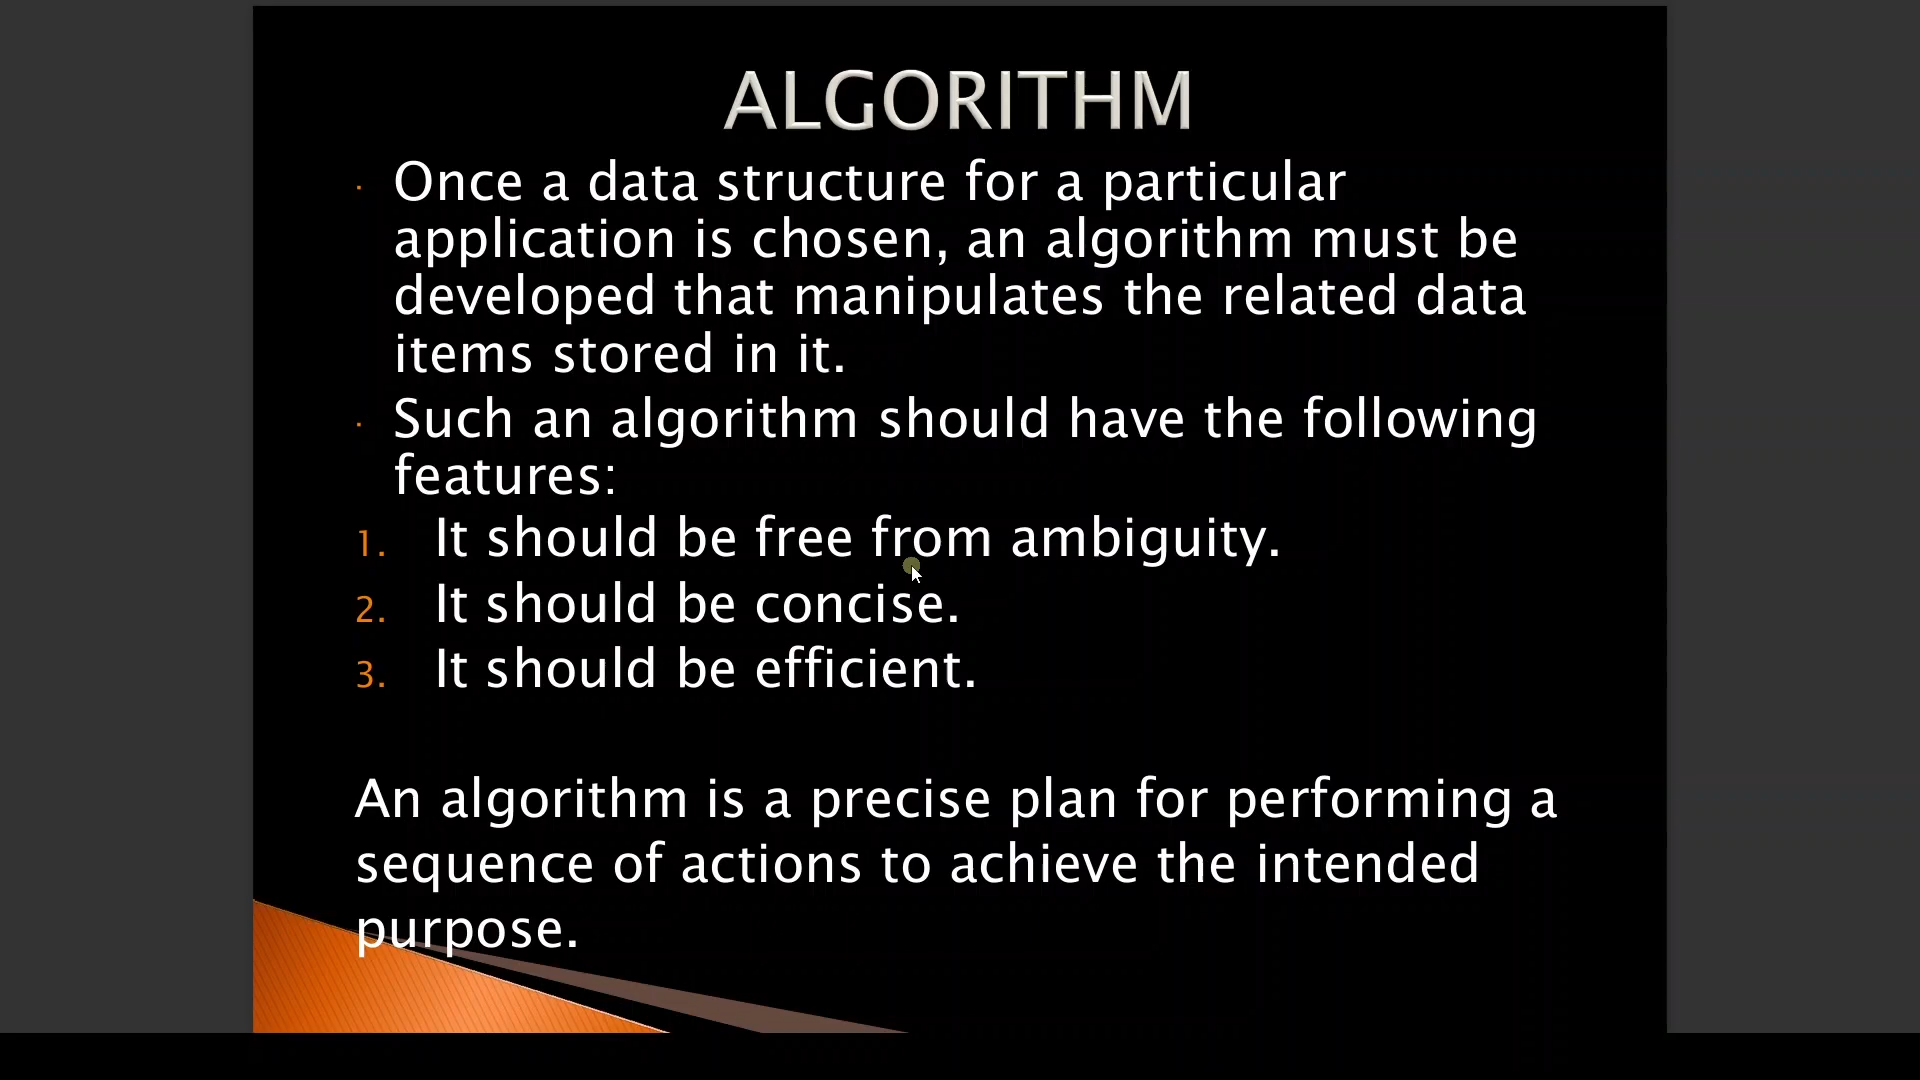 ALGORITHM
· Once a data structure for a particular
application is chosen, an algorithm must be
developed that manipulates the related data
items stored in it.
· Such an algorithm should have the following
features:
1. It should be free from ambiguity.
2. It should be concise.
3. It should be efficient.
An algorithm is a precise plan for performing a
sequence of actions to achieve the intended
purpose.